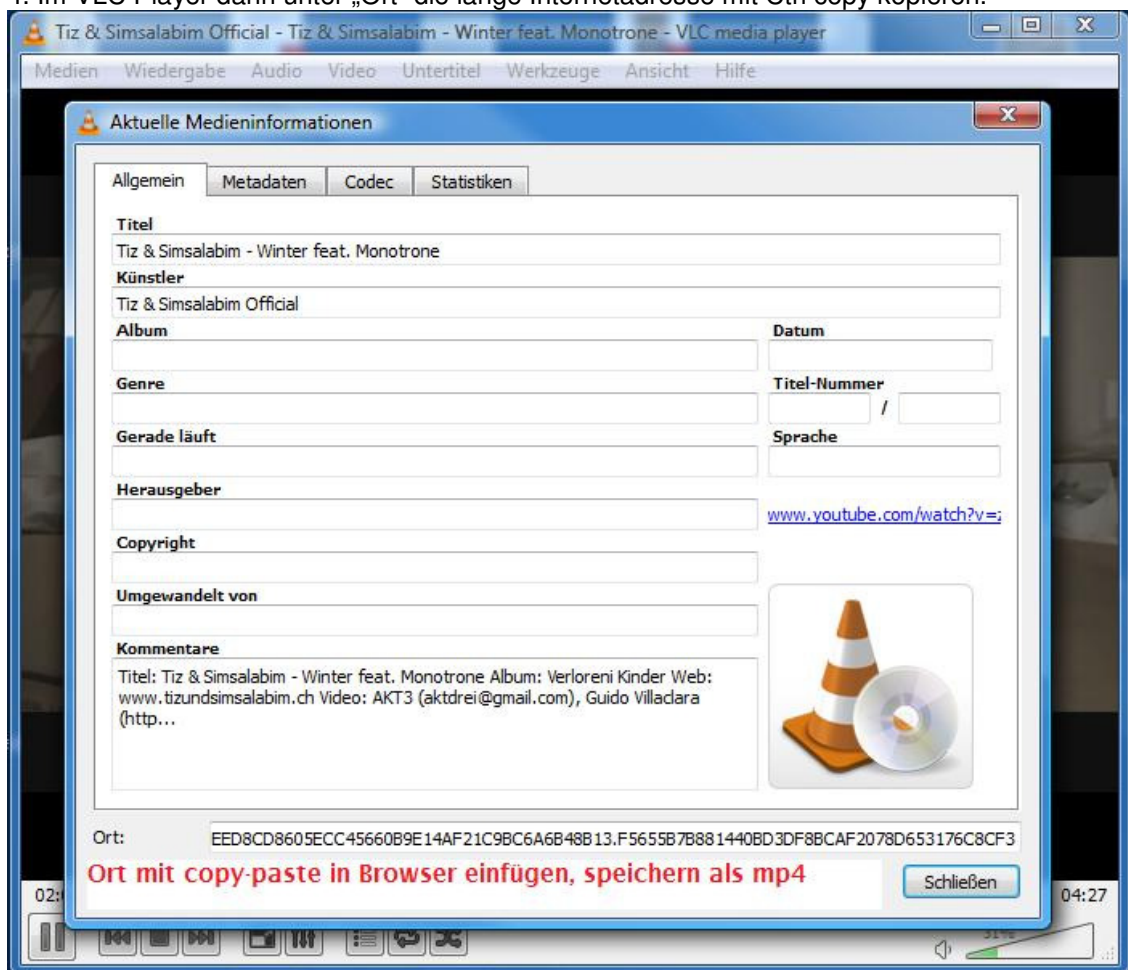 Tiz & Simsalabim Official - Tiz & Simsalabim - Winter feat. Monotrone - VLC media player
Medien Wiedergabe Audio Video Untertitel Werkzeuge Ansicht Hilfe
Aktuelle Medieninformationen
Allgemein Metadaten Codec Statistiken
Titel
Tiz & Simsalabim - Winter feat. Monotrone
Künstler
Tiz & Simsalabim Official
Album Datum
Genre Titel-Nummer
/
Gerade läuft Sprache
Herausgeber
www.youtube.com/watch?v=
Copyright
Umgewandelt von
Kommentare
Titel: Tiz & Simsalabim - Winter feat. Monotrone Album: Verloreni Kinder Web:
www.tizundsimsalabim.ch Video: AKT3 (aktdrei@gmail.com), Guido Villaclara
(http...
Ort: EED8CD8605ECC45660B9E14AF21C9BC6A6B48B13.F5655B7B881440BD3DF8BCAF2078D653176C8CF3
Ort mit copy-paste in Browser einfügen, speichern als mp4
Schließen
02: 04:27
31%